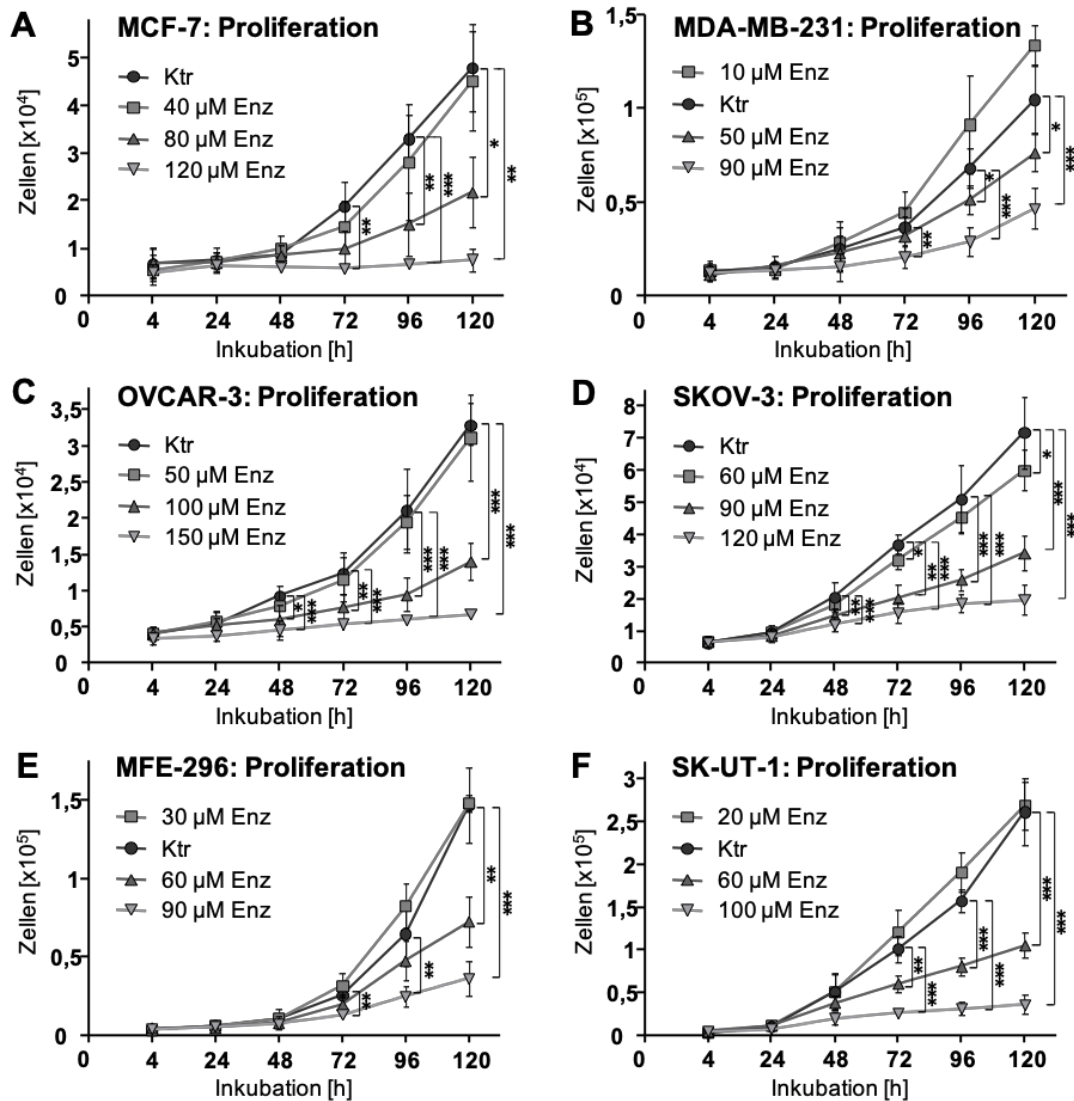 A MCF-7: Proliferation
Zellen [x10⁴]
5
4
3
2
1
0
Ktr
40 µM Enz
80 µM Enz
120 µM Enz
**
**
***
*
**
0 4 24 48 72 96 120
Inkubation [h]
B MDA-MB-231: Proliferation
Zellen [x10⁵]
1,5
1
0,5
0
10 µM Enz
Ktr
50 µM Enz
90 µM Enz
**
*
***
*
***
0 4 24 48 72 96 120
Inkubation [h]
C OVCAR-3: Proliferation
Zellen [x10⁴]
3,5
3
2,5
2
1,5
1
0,5
0
Ktr
50 µM Enz
100 µM Enz
150 µM Enz
*
***
**
***
***
***
***
***
0 4 24 48 72 96 120
Inkubation [h]
D SKOV-3: Proliferation
Zellen [x10⁴]
8
7
6
5
4
3
2
1
0
Ktr
60 µM Enz
90 µM Enz
120 µM Enz
**
***
*
***
***
***
***
*
***
***
0 4 24 48 72 96 120
Inkubation [h]
E MFE-296: Proliferation
Zellen [x10⁵]
1,5
1
0,5
0
30 µM Enz
Ktr
60 µM Enz
90 µM Enz
**
**
**
***
0 4 24 48 72 96 120
Inkubation [h]
F SK-UT-1: Proliferation
Zellen [x10⁵]
3
2,5
2
1,5
1
0,5
0
20 µM Enz
Ktr
60 µM Enz
100 µM Enz
**
***
***
***
***
***
0 4 24 48 72 96 120
Inkubation [h]